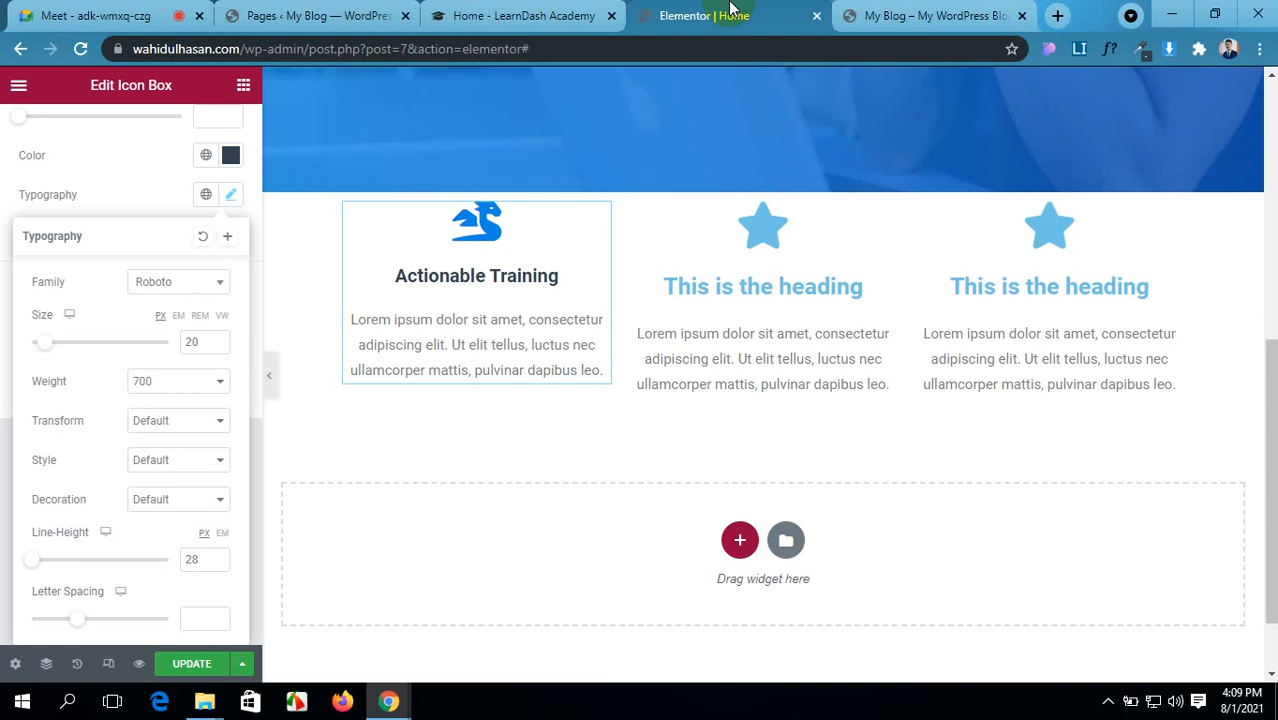 Meet - adk-wmxq-czg
Pages ‹ My Blog — WordPres
Home - LearnDash Academy
Elementor | Home
My Blog – My WordPress Blo
wahidulhasan.com/wp-admin/post.php?post=7&action=elementor#
Edit Icon Box
Color
Typography
Typography
Family
Roboto
Size
PX EM REM VW
20
Weight
700
Transform
Default
Style
Default
Decoration
Default
Line-Height
PX EM
28
Letter Spacing
UPDATE
Actionable Training
Lorem ipsum dolor sit amet, consectetur
adipiscing elit. Ut elit tellus, luctus nec
ullamcorper mattis, pulvinar dapibus leo.
This is the heading
Lorem ipsum dolor sit amet, consectetur
adipiscing elit. Ut elit tellus, luctus nec
ullamcorper mattis, pulvinar dapibus leo.
This is the heading
Lorem ipsum dolor sit amet, consectetur
adipiscing elit. Ut elit tellus, luctus nec
ullamcorper mattis, pulvinar dapibus leo.
Drag widget here
4:09 PM
8/1/2021